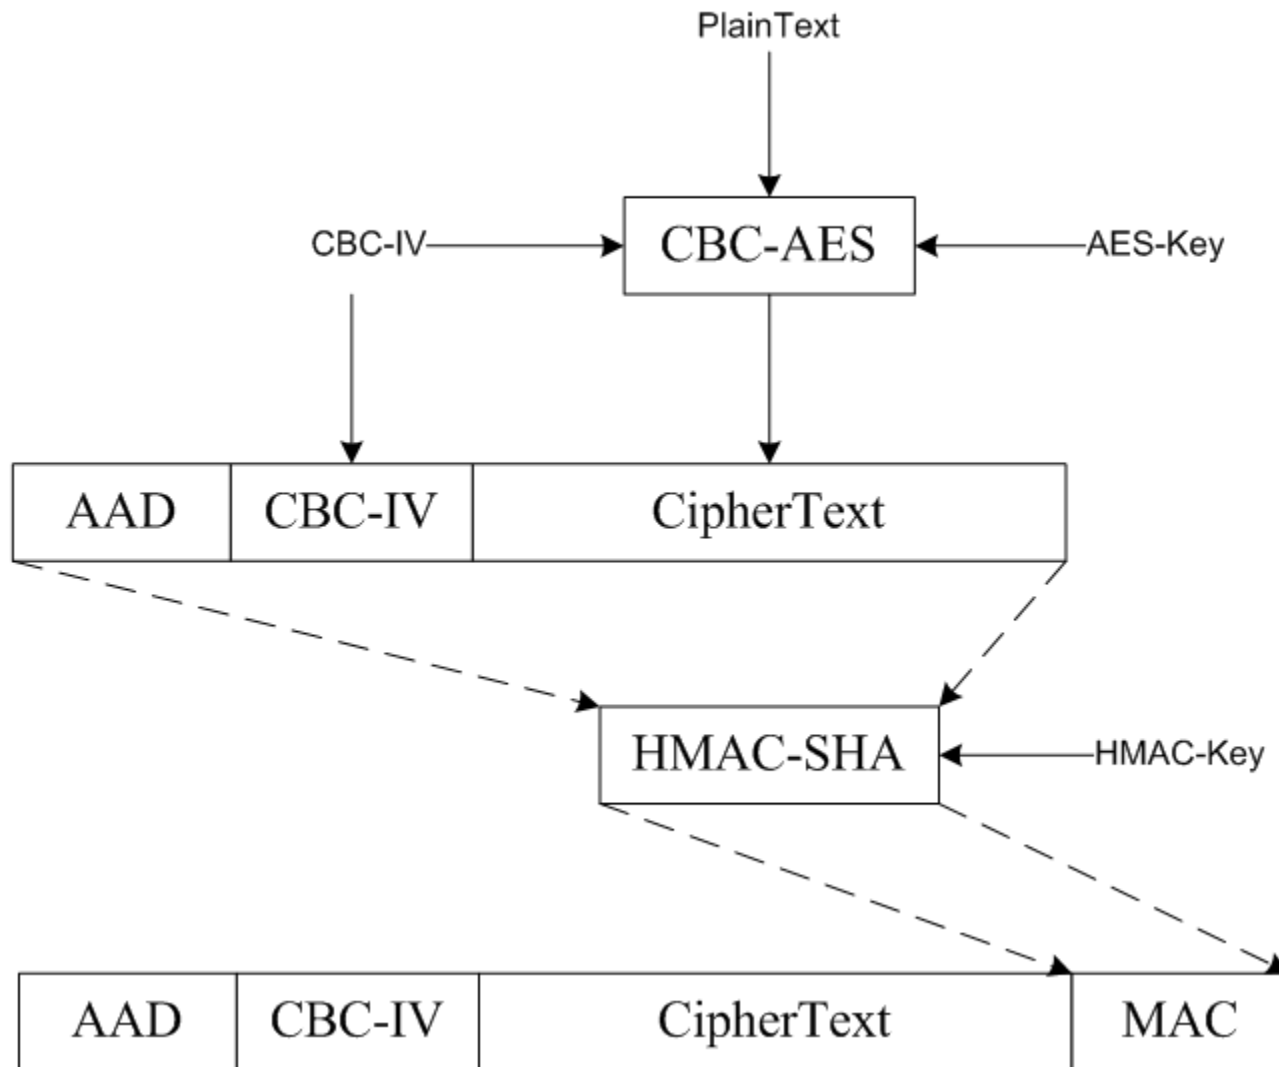 PlainText
CBC-IV CBC-AES AES-Key
AAD CBC-IV CipherText
HMAC-SHA HMAC-Key
AAD CBC-IV CipherText MAC